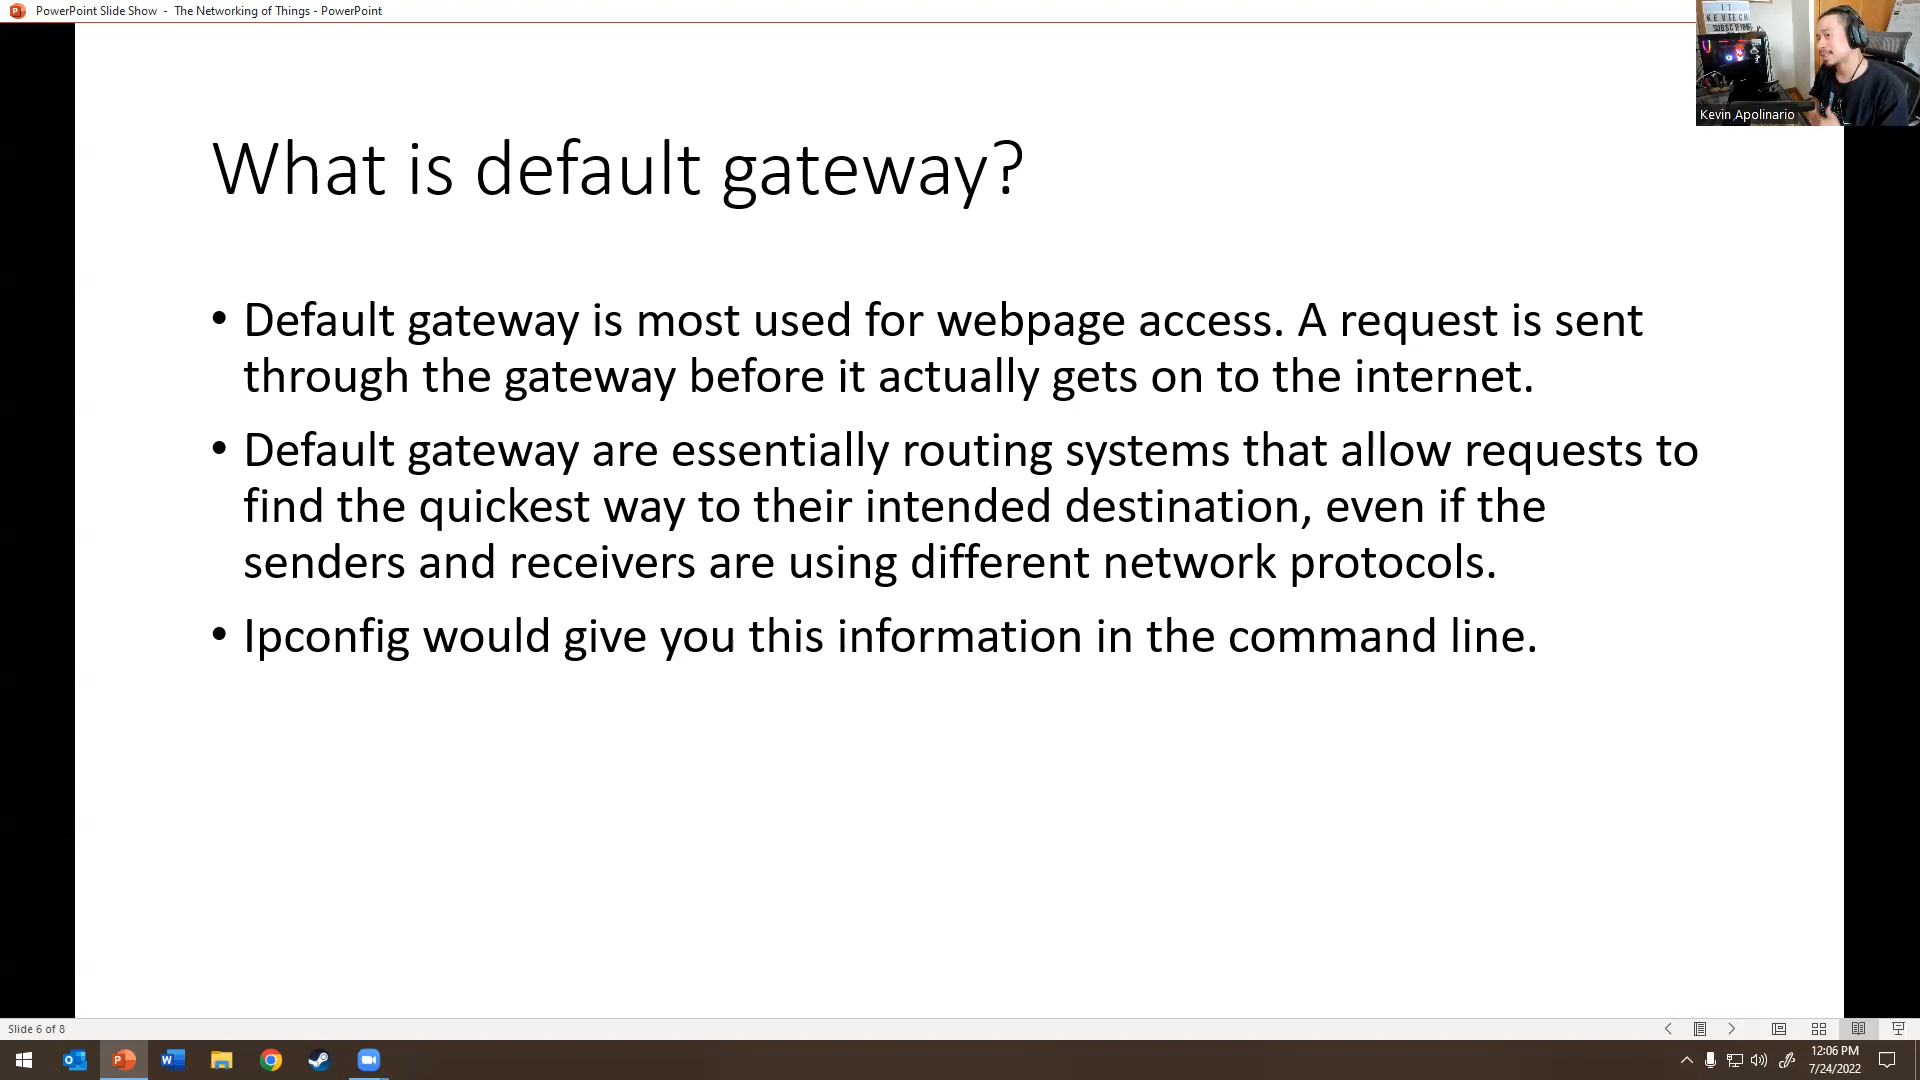 PowerPoint Slide Show - The Networking of Things - PowerPoint
IT
KEVTECH
SUBSCRIBE
Kevin Apolinario
What is default gateway?
• Default gateway is most used for webpage access. A request is sent
through the gateway before it actually gets on to the internet.
• Default gateway are essentially routing systems that allow requests to
find the quickest way to their intended destination, even if the
senders and receivers are using different network protocols.
• Ipconfig would give you this information in the command line.
Slide 6 of 8
12:06 PM
7/24/2022